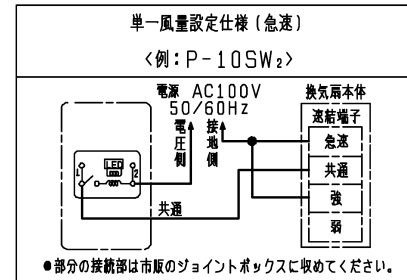 単一風量設定仕様(急速)
〈例:P-10SW₂〉
電源 AC100V
50/60Hz
電圧側
接地側
換気扇本体
速結端子
急速
共通
強
弱
1
LED
2
共通
●部分の接続部は市販のジョイントボックスに収めてください。